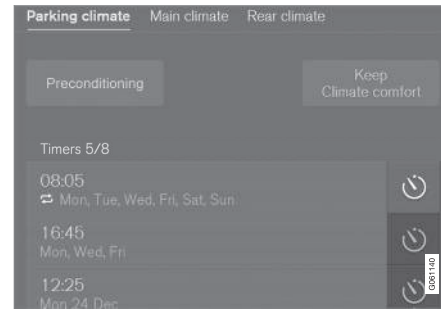 Parking climate Main climate Rear climate
Preconditioning
Keep
Climate comfort
Timers 5/8
08:05
Mon, Tue, Wed, Fri, Sat, Sun
16:45
Mon, Wed, Fri
12:25
Mon 24 Dec
G061140